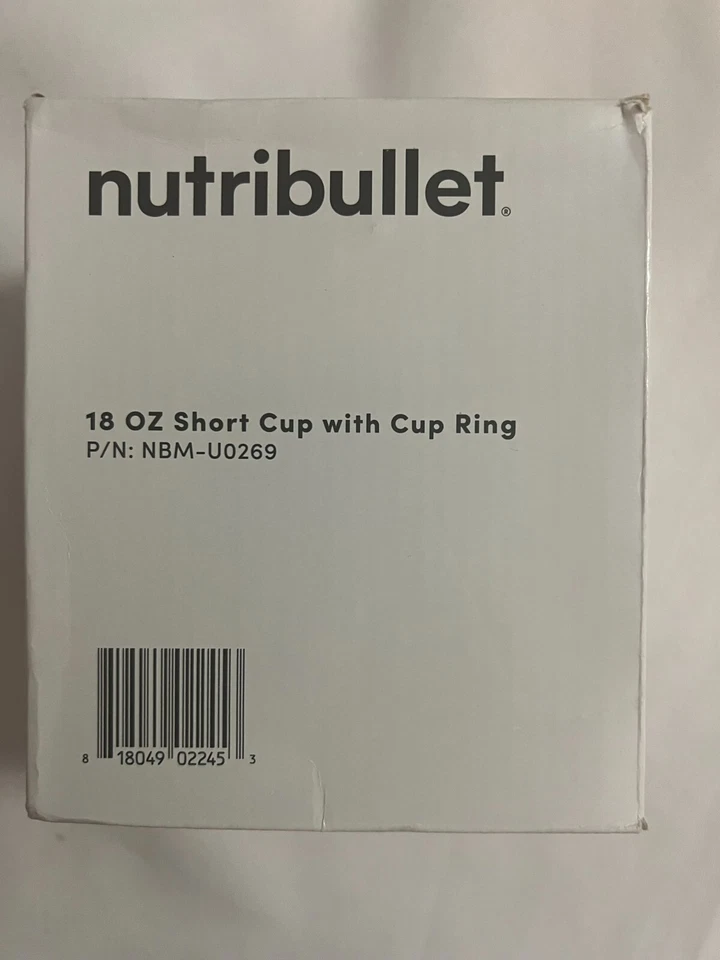 nutribullet®
18 OZ Short Cup with Cup Ring
P/N: NBM-U0269
8 18049 02245 3